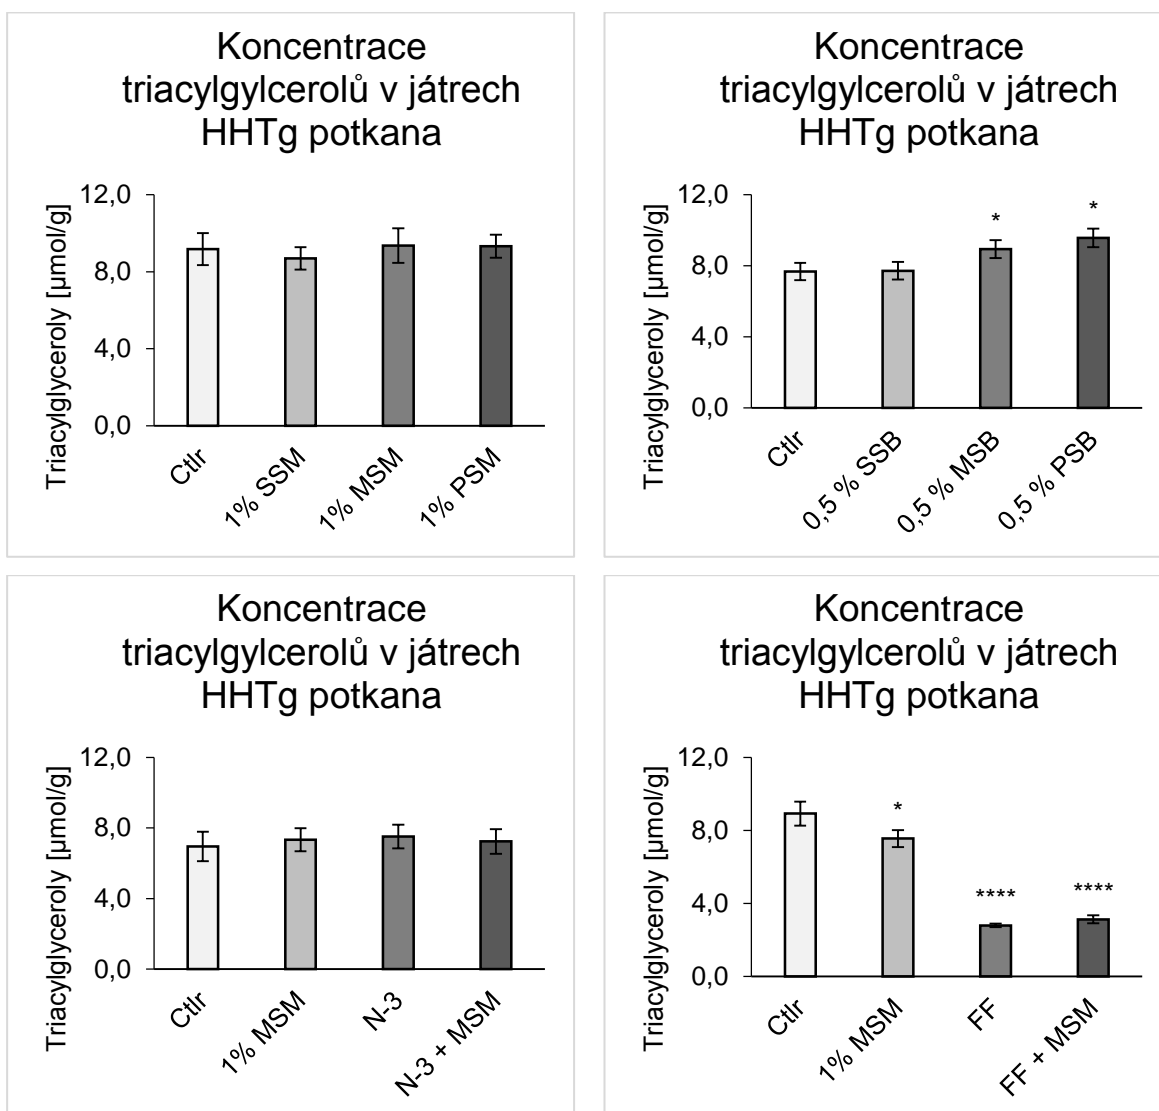 Koncentrace
triacylgylcerolů v játrech
HHTg potkana
Triacylglyceroly [µmol/g]
12,0
8,0
4,0
0,0
Ctlr
1% SSM
1% MSM
1% PSM
Koncentrace
triacylgylcerolů v játrech
HHTg potkana
Triacylglyceroly [µmol/g]
12,0
8,0
4,0
0,0
*
*
Ctlr
0,5 % SSB
0,5 % MSB
0,5 % PSB
Koncentrace
triacylgylcerolů v játrech
HHTg potkana
Triacylglyceroly [µmol/g]
12,0
8,0
4,0
0,0
Ctlr
1% MSM
N-3
N-3 + MSM
Koncentrace
triacylgylcerolů v játrech
HHTg potkana
Triacylglyceroly [µmol/g]
12,0
8,0
4,0
0,0
*
****
****
Ctlr
1% MSM
FF
FF + MSM